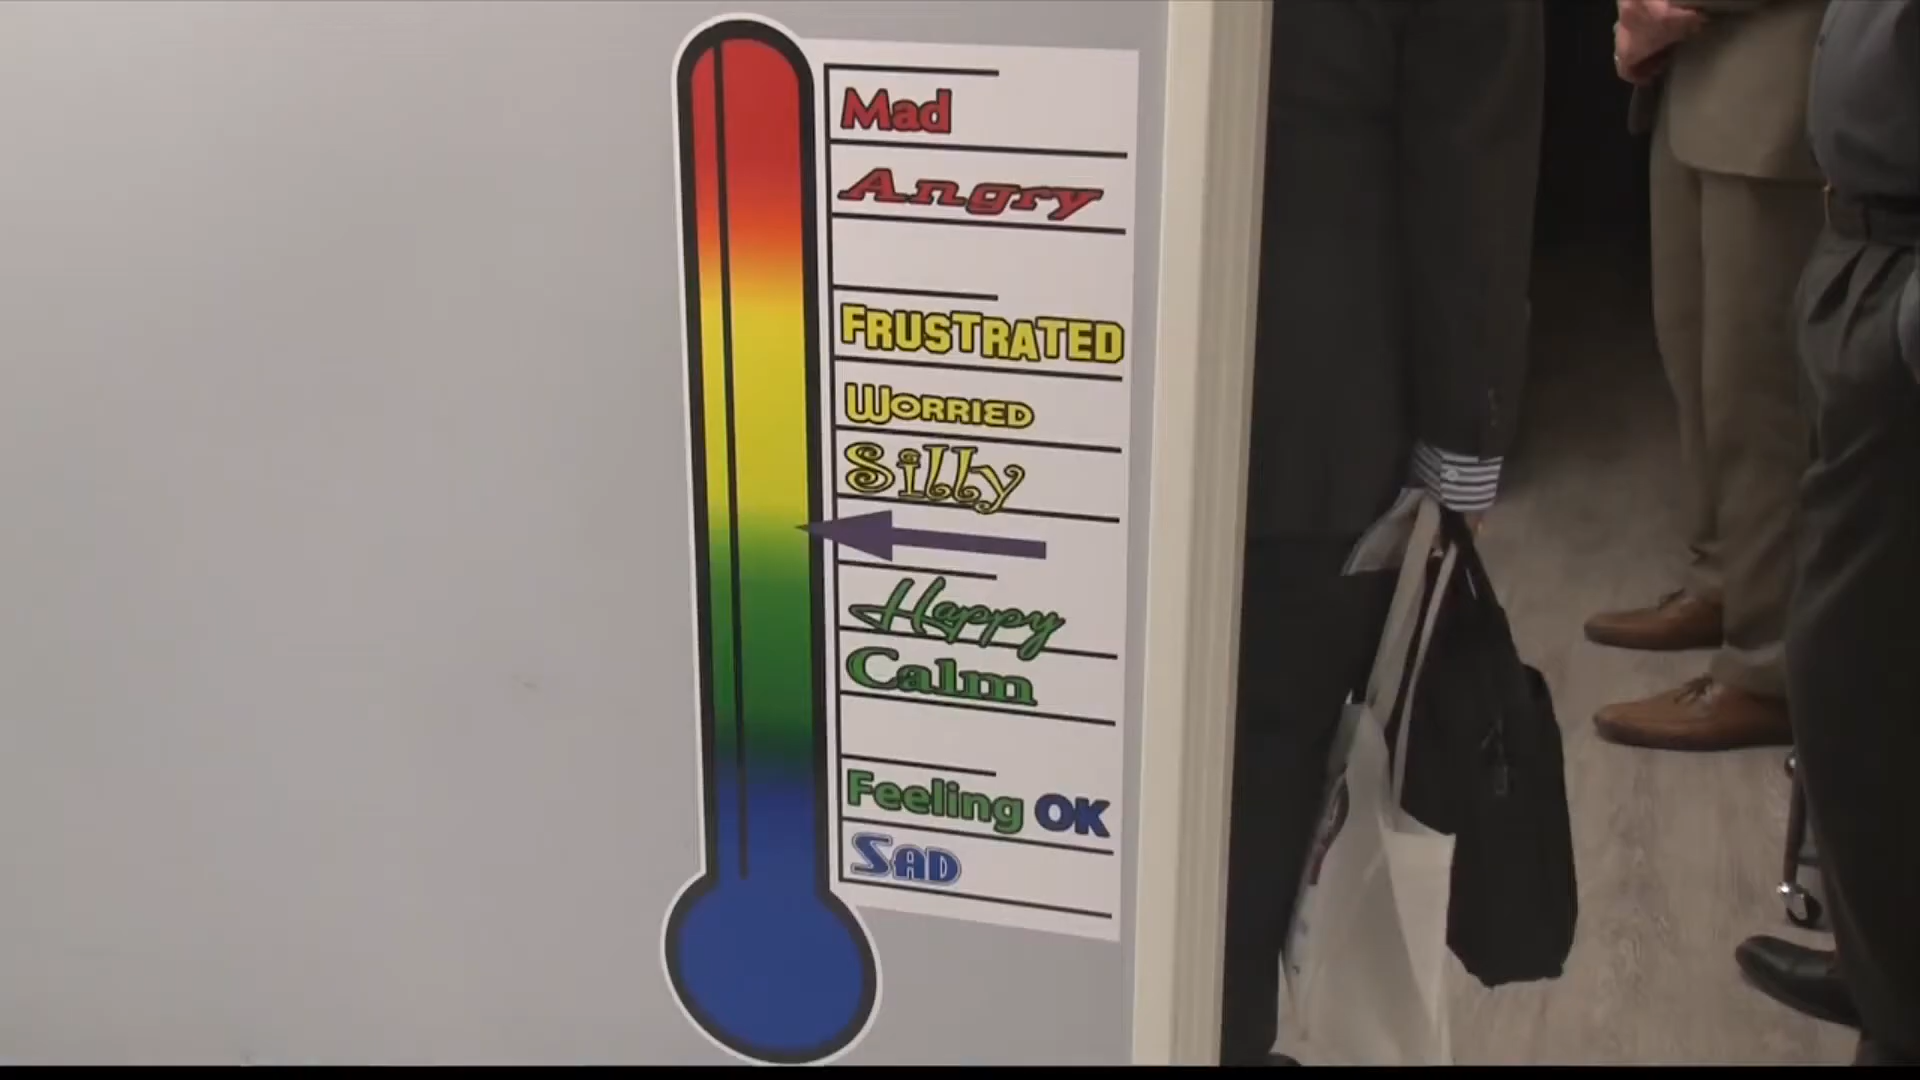 Mad
Angry
FRUSTRATED
WORRIED
Silly
Happy
Calm
Feeling OK
SAD